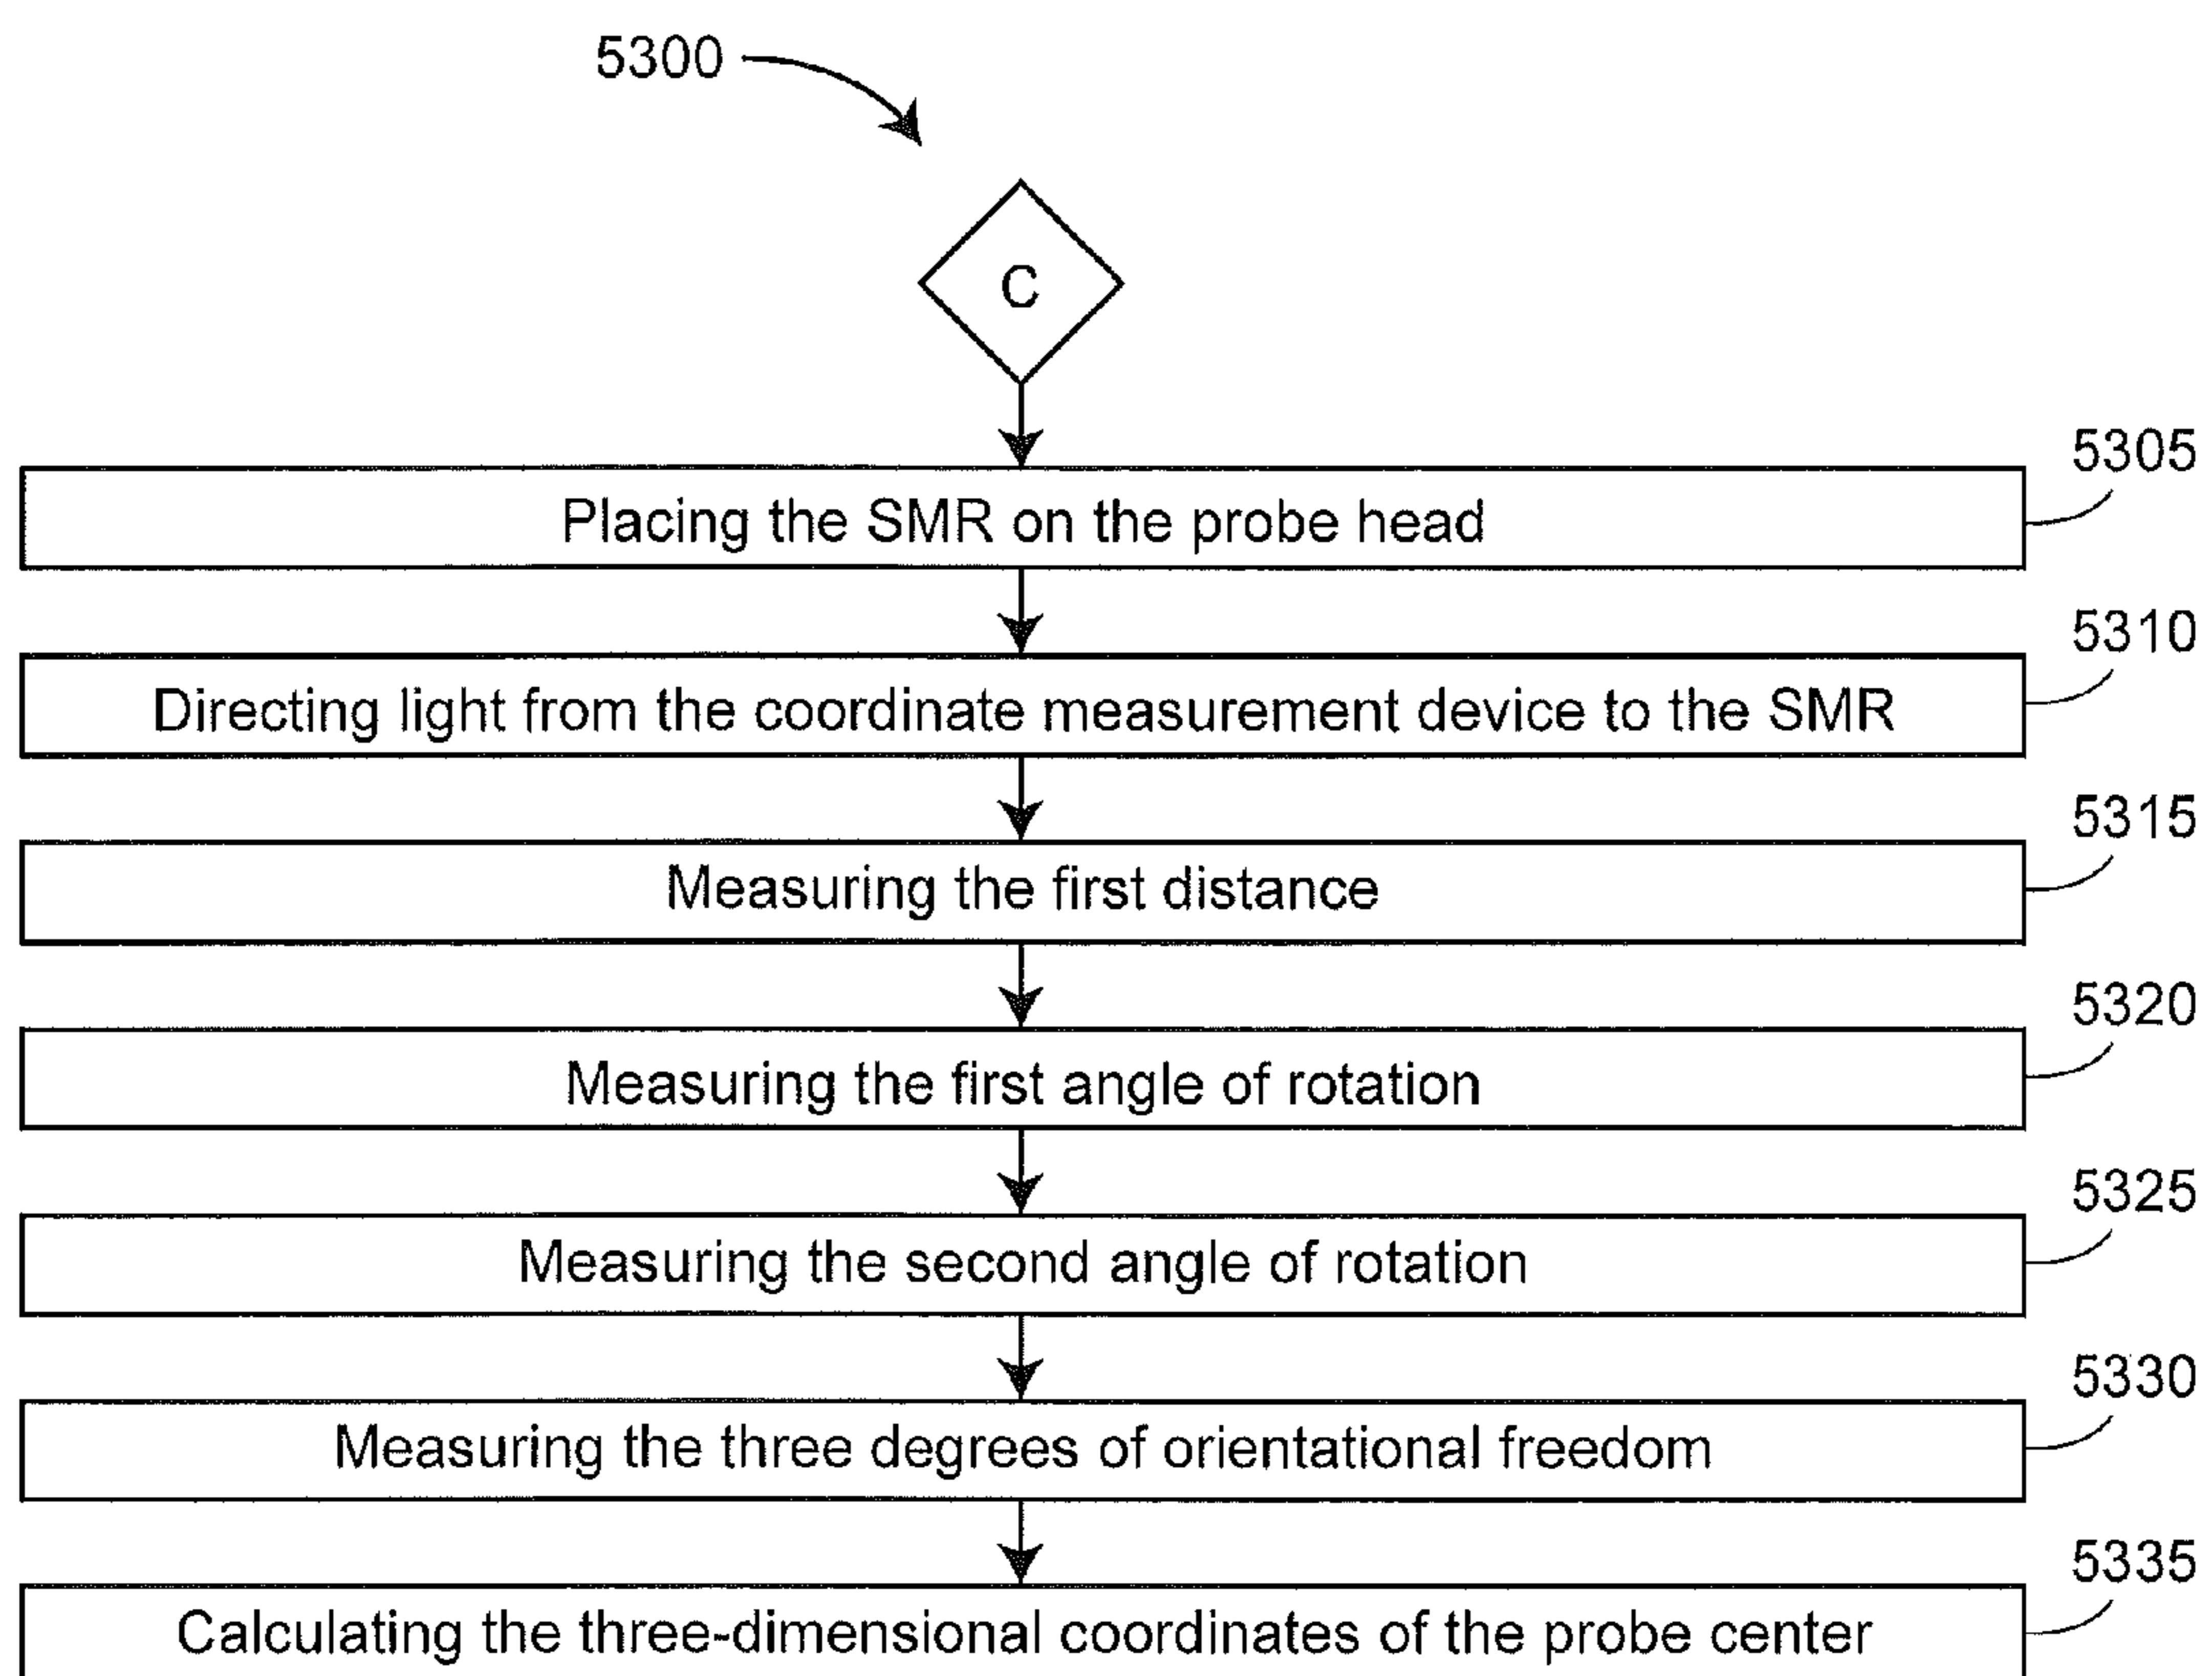 5300
C
5305
Placing the SMR on the probe head
5310
Directing light from the coordinate measurement device to the SMR
5315
Measuring the first distance
5320
Measuring the first angle of rotation
5325
Measuring the second angle of rotation
5330
Measuring the three degrees of orientational freedom
5335
Calculating the three-dimensional coordinates of the probe center